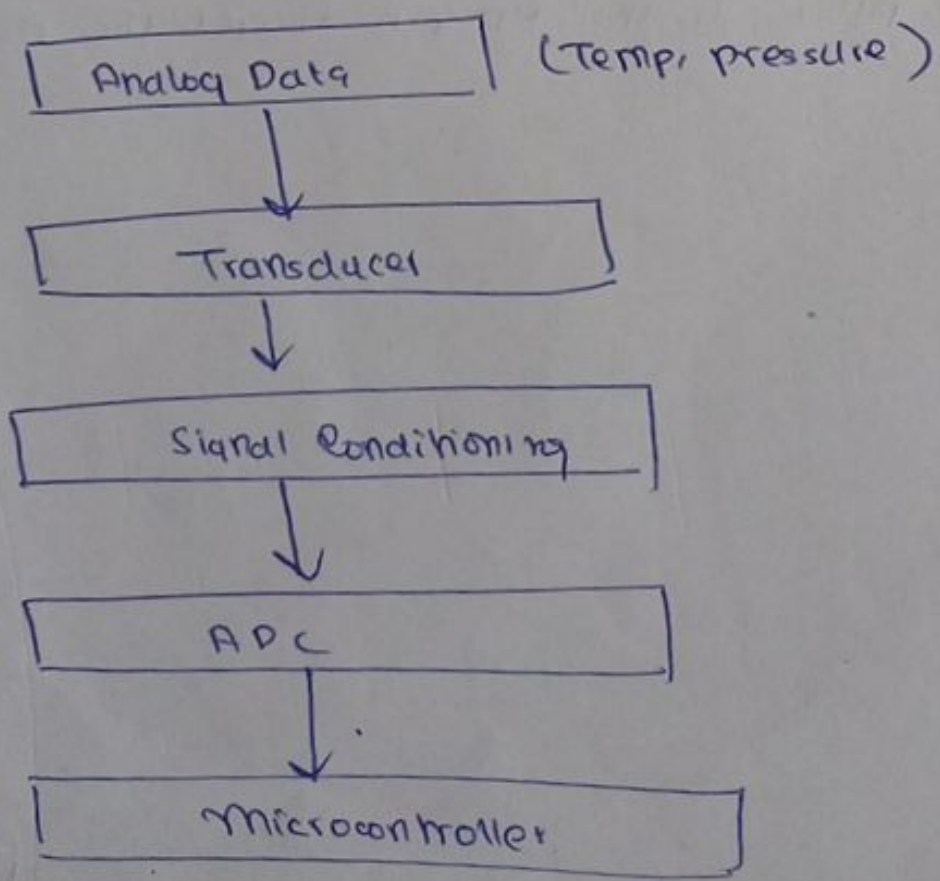 Analog Data (Temp, pressure)
Transducer
Signal Conditioning
ADC
Microcontroller